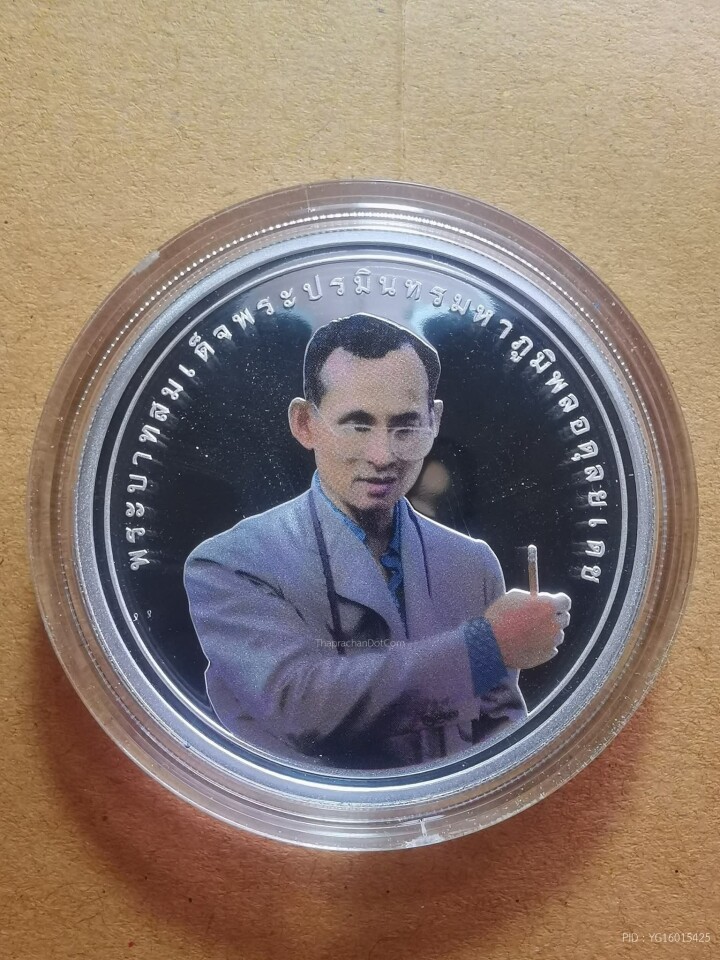 พระบาทสมเด็จพระปรมินทรมหาภูมิพลอดุลยเดช
ThaprachanDotCom
PID : YG16015425